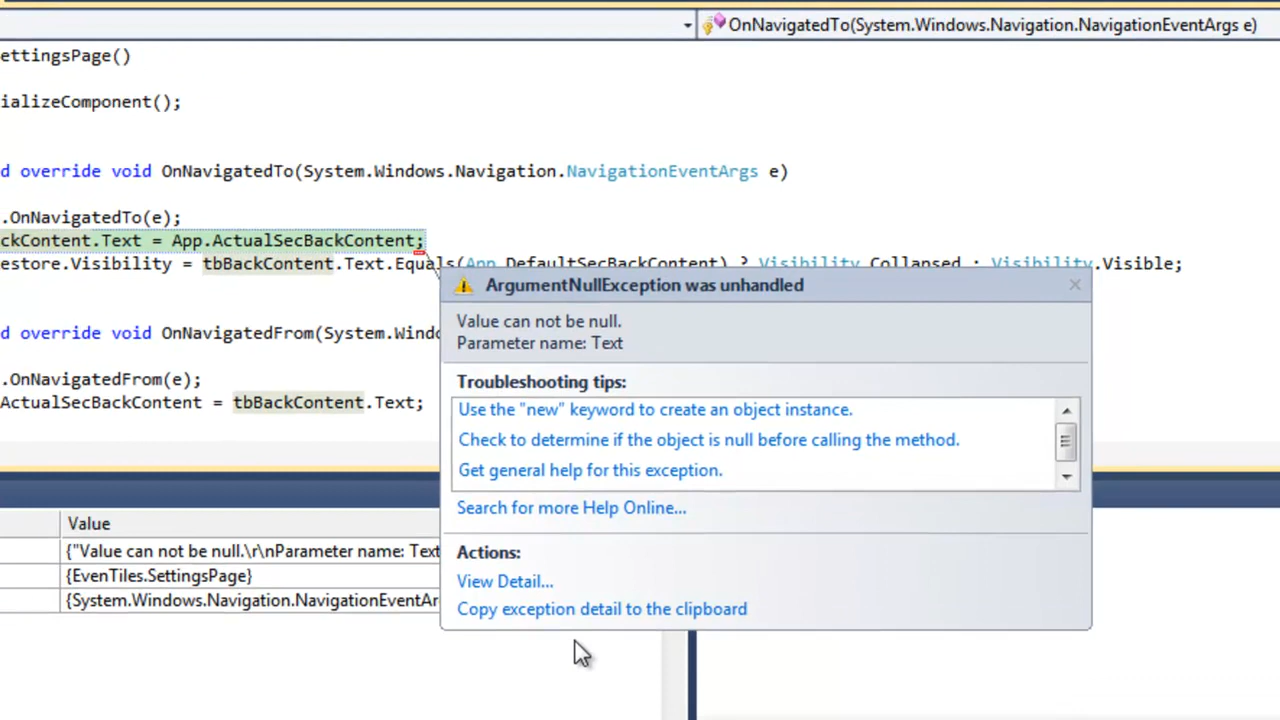 OnNavigatedTo(System.Windows.Navigation.NavigationEventArgs e)
ettingsPage()
ializeComponent();
d override void OnNavigatedTo(System.Windows.Navigation.NavigationEventArgs e)
.OnNavigatedTo(e);
ckContent.Text = App.ActualSecBackContent;
estore.Visibility = tbBackContent.Text.Equals(App.DefaultSecBackContent) ? Visibility.Collapsed : Visibility.Visible;
d override void OnNavigatedFrom(System.Windo
.OnNavigatedFrom(e);
ActualSecBackContent = tbBackContent.Text;
ArgumentNullException was unhandled
Value can not be null.
Parameter name: Text
Troubleshooting tips:
Use the "new" keyword to create an object instance.
Check to determine if the object is null before calling the method.
Get general help for this exception.
Search for more Help Online...
Actions:
View Detail...
Copy exception detail to the clipboard
Value
{"Value can not be null.\r\nParameter name: Text
{EvenTiles.SettingsPage}
{System.Windows.Navigation.NavigationEventAr